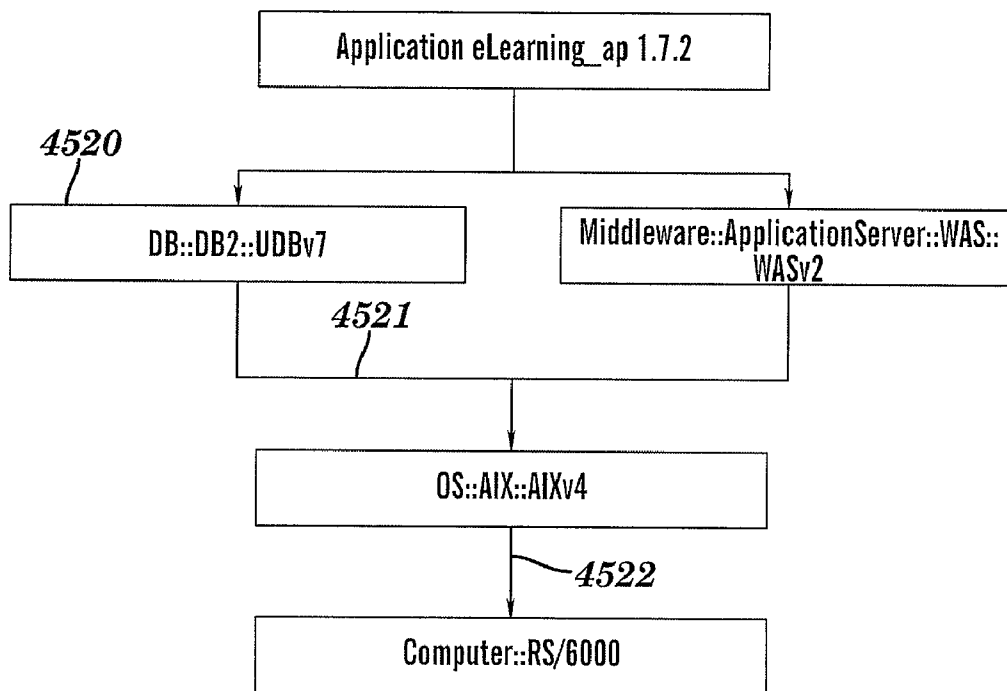 Application eLearning_ap 1.7.2
4520
DB::DB2::UDBv7
Middleware::ApplicationServer::WAS::
WASv2
4521
OS::AIX::AIXv4
4522
Computer::RS/6000